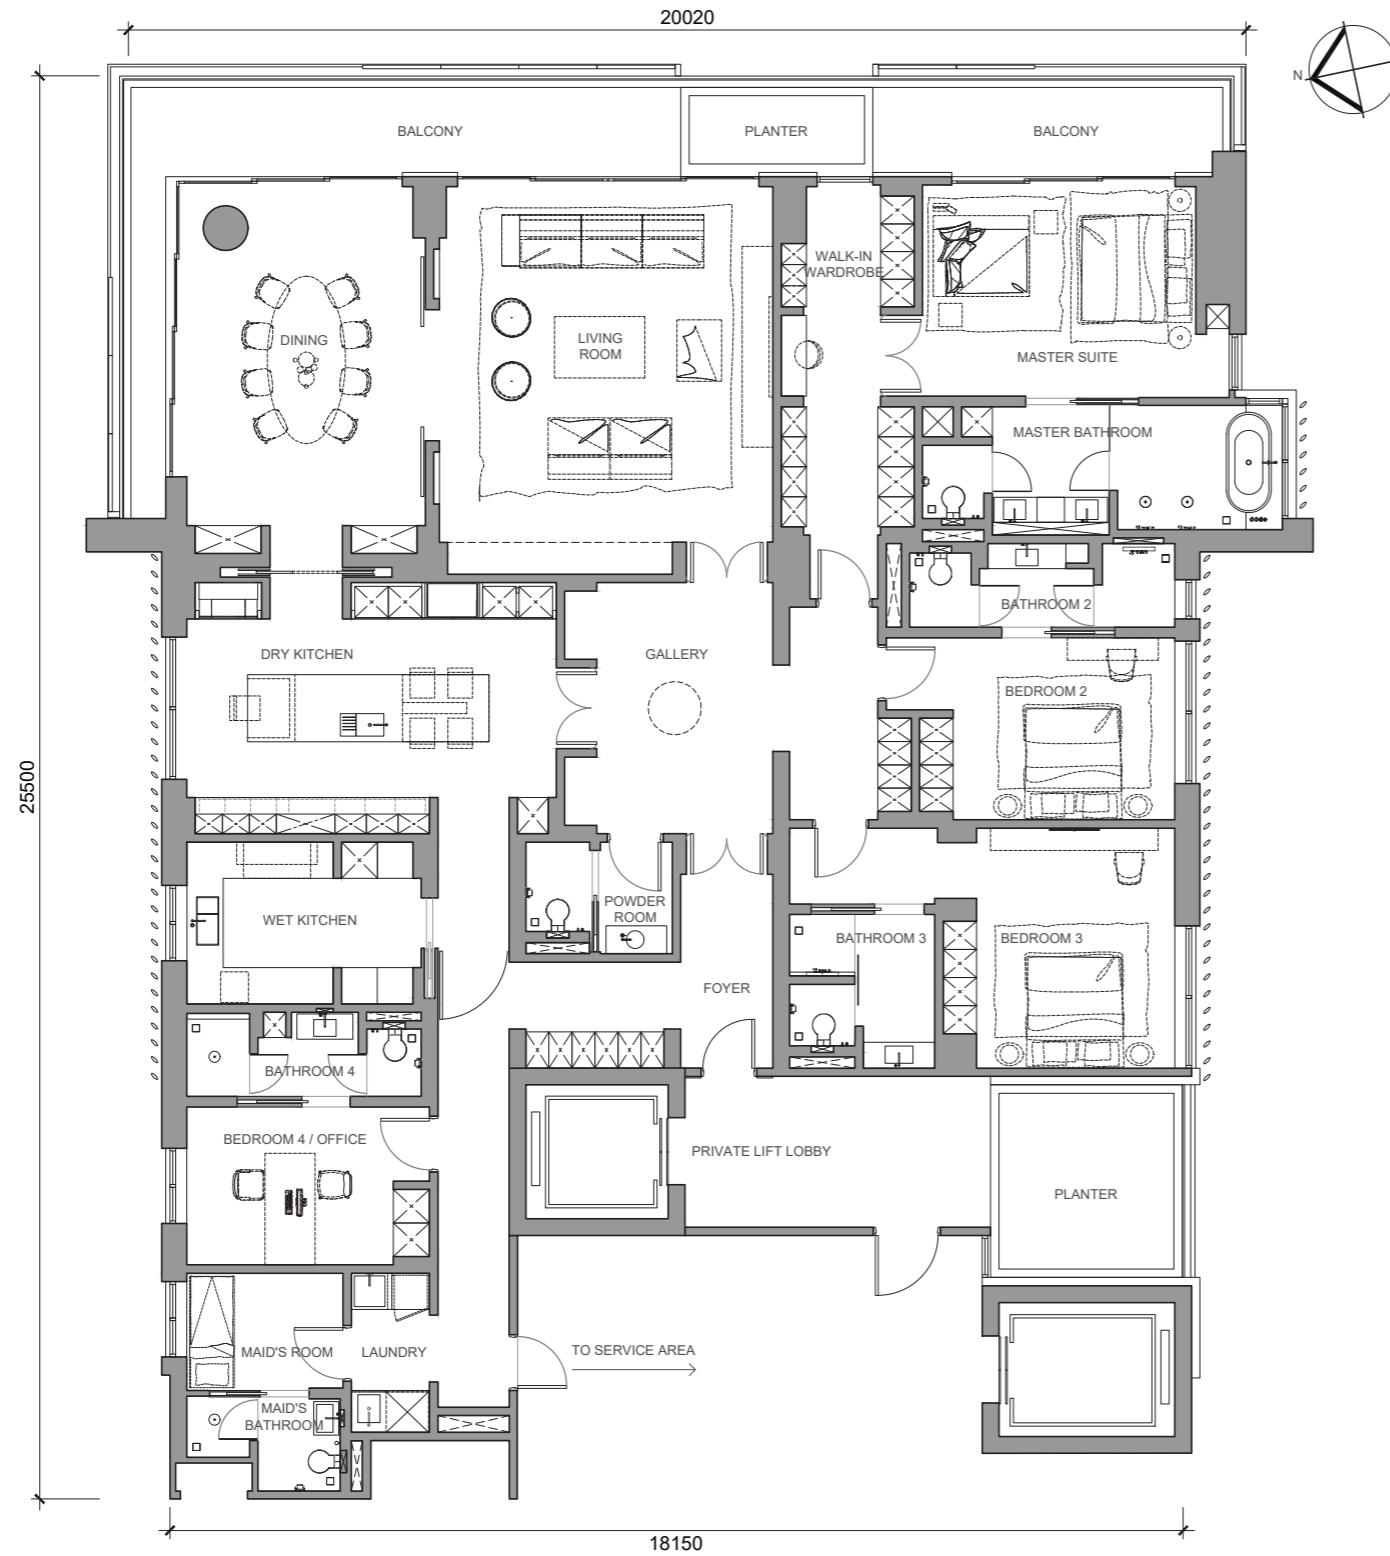 20020
N
BALCONY
PLANTER
BALCONY
WALK-IN
WARDROBE
DINING
LIVING
ROOM
MASTER SUITE
MASTER BATHROOM
BATHROOM 2
DRY KITCHEN
GALLERY
BEDROOM 2
25500
POWDER
ROOM
WET KITCHEN
BATHROOM 3
BEDROOM 3
FOYER
BATHROOM 4
BEDROOM 4 / OFFICE
PRIVATE LIFT LOBBY
PLANTER
MAID'S ROOM
LAUNDRY
TO SERVICE AREA
MAID'S
BATHROOM
18150